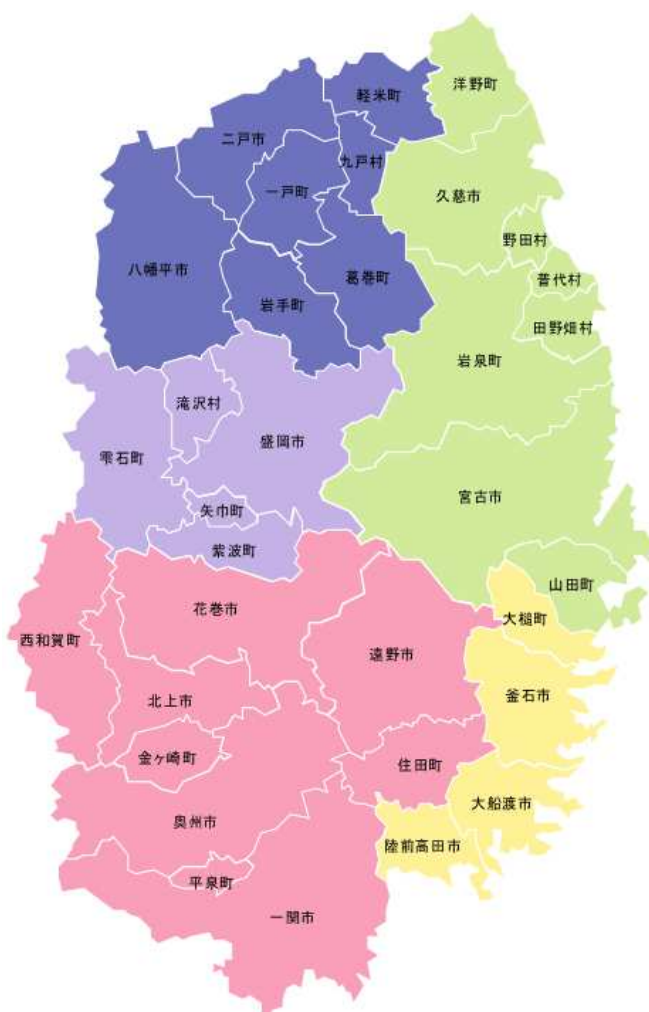 洋野町
軽米町
二戸市
九戸村
一戸町
久慈市
野田村
八幡平市
葛巻町
普代村
岩手町
田野畑村
岩泉町
滝沢村
盛岡市
雫石町
宮古市
矢巾町
紫波町
山田町
花巻市
大槌町
西和賀町
遠野市
釜石市
北上市
金ヶ崎町
住田町
大船渡市
奥州市
陸前高田市
平泉町
一関市